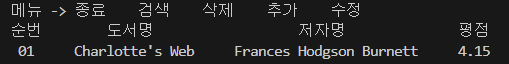 메뉴 -> 종료 검색 삭제 추가 수정
순번 도서명 저자명 평점
01 Charlotte's Web Frances Hodgson Burnett 4.15